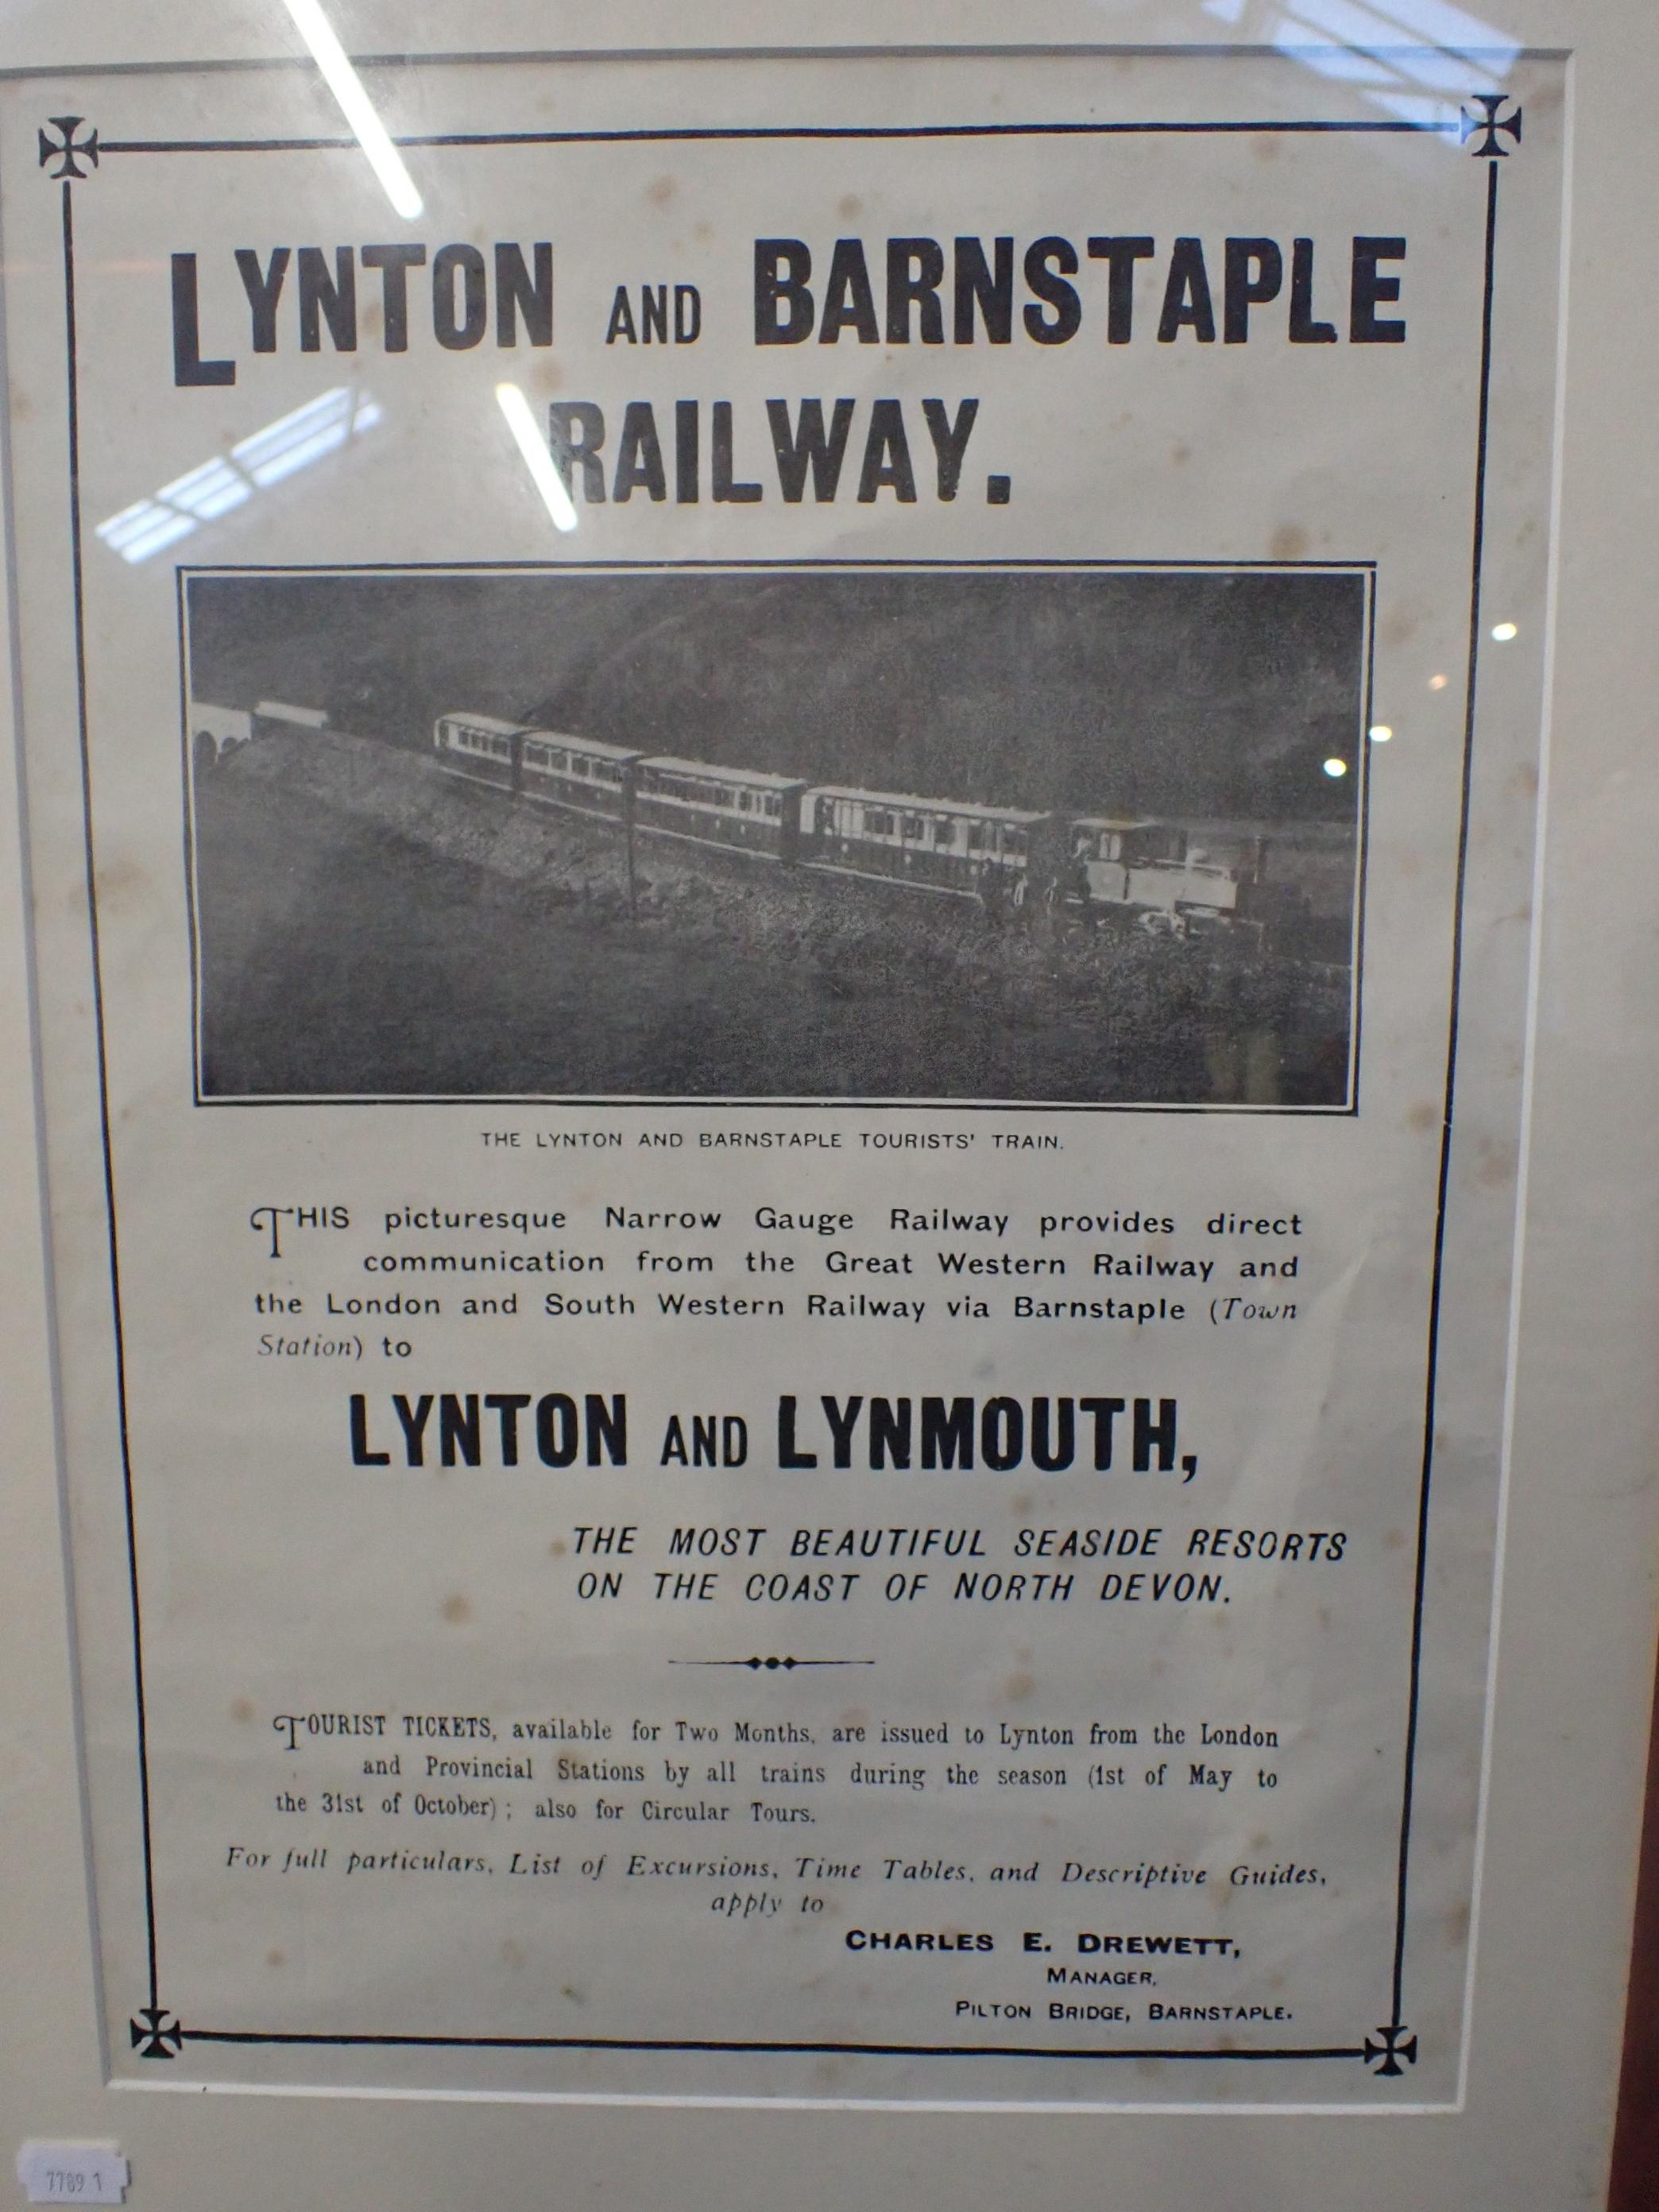 LYNTON AND BARNSTAPLE
RAILWAY.
THE LYNTON AND BARNSTAPLE TOURISTS' TRAIN.
THIS picturesque Narrow Gauge Railway provides direct
communication from the Great Western Railway and
the London and South Western Railway via Barnstaple (Town
Station) to
LYNTON AND LYNMOUTH,
THE MOST BEAUTIFUL SEASIDE RESORTS
ON THE COAST OF NORTH DEVON.
TOURIST TICKETS, available for Two Months, are issued to Lynton from the London
and Provincial Stations by all trains during the season (1st of May to
the 31st of October); also for Circular Tours.
For full particulars, List of Excursions, Time Tables, and Descriptive Guides,
apply to
CHARLES E. DREWETT,
MANAGER,
PILTON BRIDGE, BARNSTAPLE.
7789 1